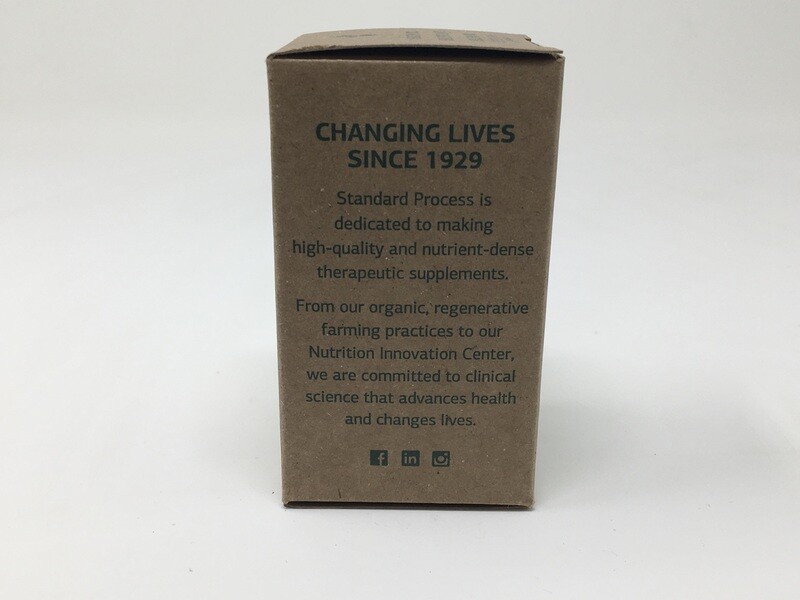 CHANGING LIVES
SINCE 1929
Standard Process is
dedicated to making
high-quality and nutrient-dense
therapeutic supplements.
From our organic, regenerative
farming practices to our
Nutrition Innovation Center,
we are committed to clinical
science that advances health
and changes lives.